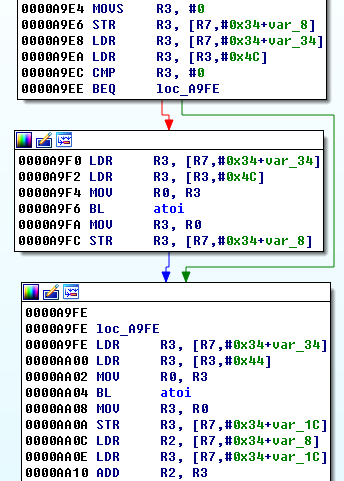 0000A9E4 MOVS R3, #0
0000A9E6 STR R3, [R7,#0x34+var_8]
0000A9E8 LDR R3, [R7,#0x34+var_34]
0000A9EA LDR R3, [R3,#0x4C]
0000A9EC CMP R3, #0
0000A9EE BEQ loc_A9FE
0000A9F0 LDR R3, [R7,#0x34+var_34]
0000A9F2 LDR R3, [R3,#0x4C]
0000A9F4 MOV R0, R3
0000A9F6 BL atoi
0000A9FA MOV R3, R0
0000A9FC STR R3, [R7,#0x34+var_8]
0000A9FE
0000A9FE loc_A9FE
0000A9FE LDR R3, [R7,#0x34+var_34]
0000AA00 LDR R3, [R3,#0x44]
0000AA02 MOV R0, R3
0000AA04 BL atoi
0000AA08 MOV R3, R0
0000AA0A STR R3, [R7,#0x34+var_1C]
0000AA0C LDR R2, [R7,#0x34+var_8]
0000AA0E LDR R3, [R7,#0x34+var_1C]
0000AA10 ADD R2, R3